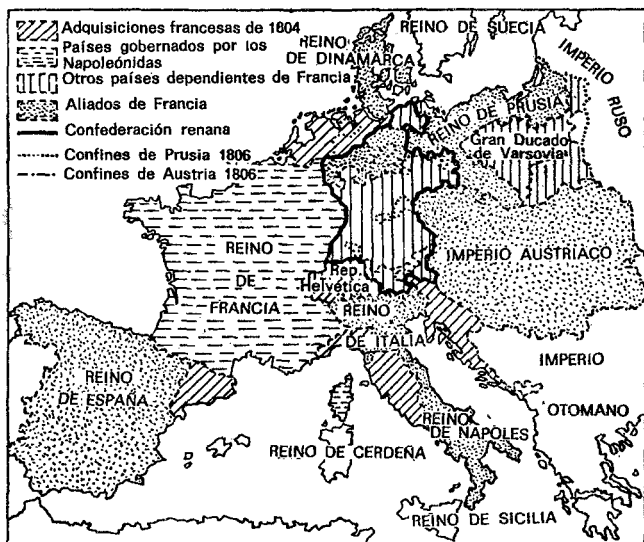 Adquisiciones francesas de 1804
Países gobernados por los
Napoleónidas
Otros países dependientes de Francia
Aliados de Francia
Confederación renana
Confines de Prusia 1806
Confines de Austria 1806
REINO
DE DINAMARCA
REINO DE SUECIA
IMPERIO
RUSO
REINO DE PRUSIA
Gran Ducado
de Varsovia
REINO
DE
FRANCIA
Rep.
Helvética
IMPERIO AUSTRIACO
REINO
DE ITALIA
IMPERIO
OTOMANO
REINO
DE ESPAÑA
REINO
DE NAPOLES
REINO DE CERDEÑA
REINO DE SICILIA